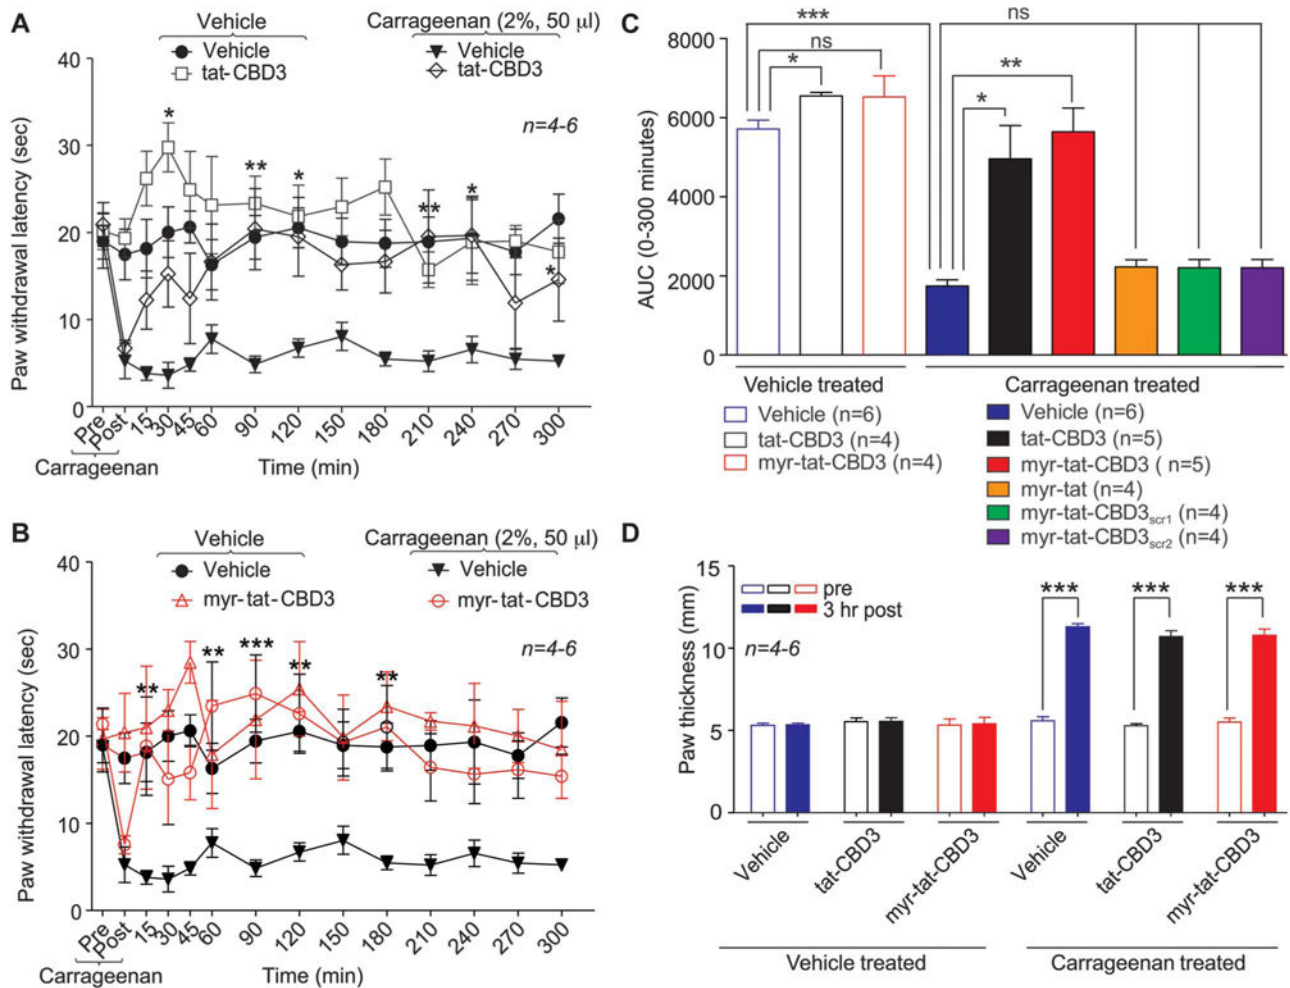 A
Vehicle
Carrageenan (2%, 50 µl)
Vehicle
Vehicle
tat-CBD3
tat-CBD3
n=4-6
Paw withdrawal latency (sec)
40
30
20
10
0
*
**
*
**
*
*
Pre
Post
15
30
45
60
90
120
150
180
210
240
270
300
Carrageenan
Time (min)
B
Vehicle
Carrageenan (2%, 50 µl)
Vehicle
Vehicle
myr-tat-CBD3
myr-tat-CBD3
n=4-6
Paw withdrawal latency (sec)
40
30
20
10
0
**
**
***
**
**
Pre
Post
15
30
45
60
90
120
150
180
210
240
270
300
Carrageenan
Time (min)
C
***
ns
ns
*
**
*
AUC (0-300 minutes)
8000
6000
4000
2000
0
Vehicle treated
Carrageenan treated
Vehicle (n=6)
tat-CBD3 (n=4)
myr-tat-CBD3 (n=4)
Vehicle (n=6)
tat-CBD3 (n=5)
myr-tat-CBD3 ( n=5)
myr-tat (n=4)
myr-tat-CBD3scr1 (n=4)
myr-tat-CBD3scr2 (n=4)
D
Paw thickness (mm)
15
10
5
0
pre
3 hr post
n=4-6
***
***
***
Vehicle
tat-CBD3
myr-tat-CBD3
Vehicle
tat-CBD3
myr-tat-CBD3
Vehicle treated
Carrageenan treated